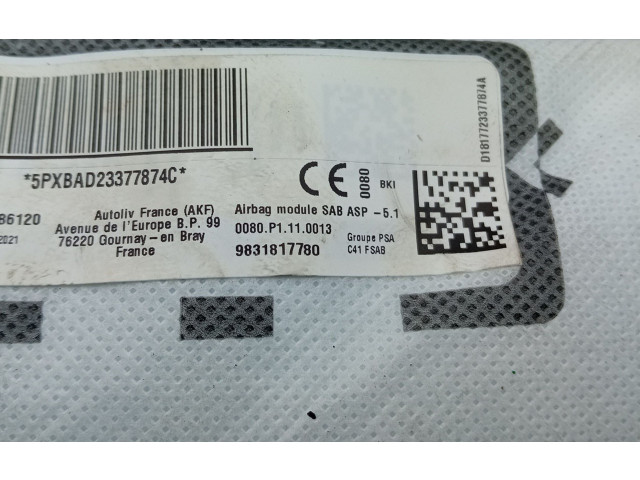 *5PXBAD23377874C*
86120
2021
Autoliv France (AKF)
Avenue de l'Europe B.P. 99
76220 Gournay-en Bray
France
CE 0080 BKI
Airbag module SAB ASP -5.1
0080.P1.11.0013
9831817780
Groupe PSA
C41 FSAB
D1817723377874A